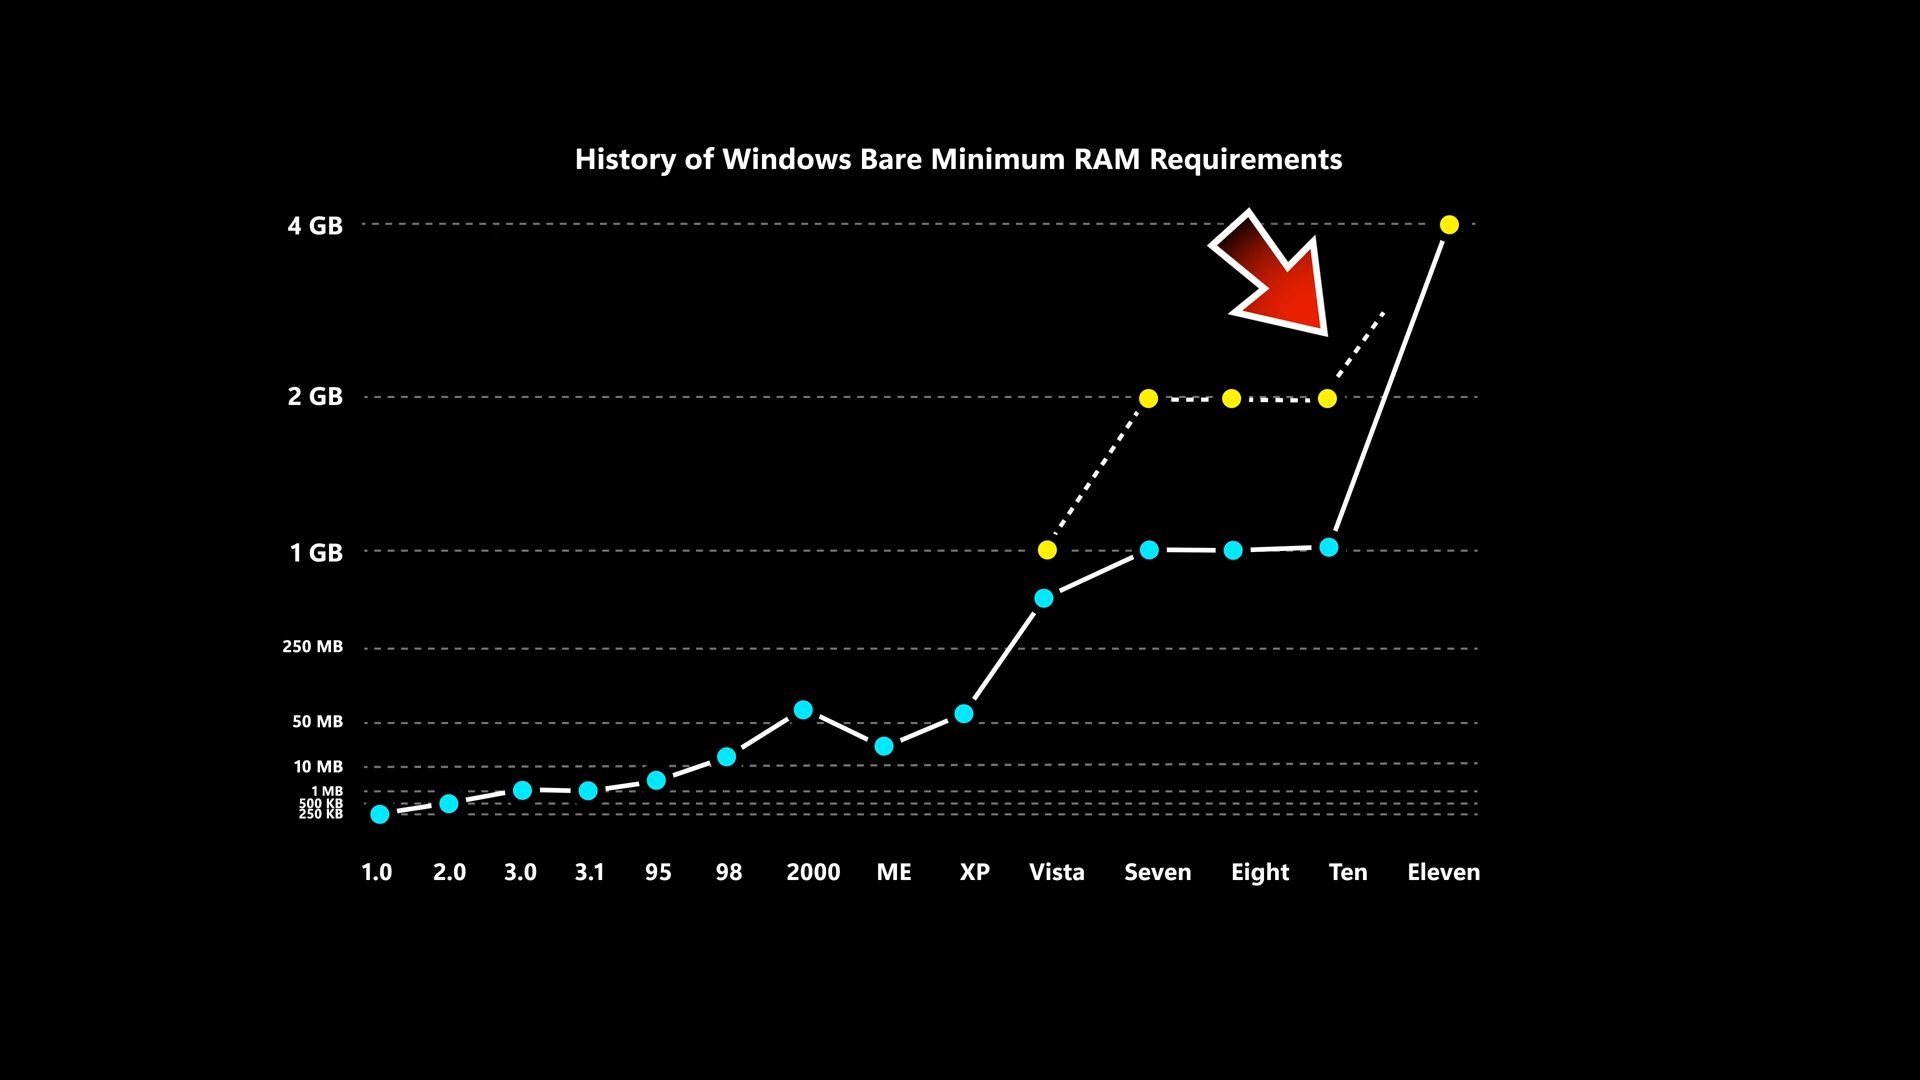 History of Windows Bare Minimum RAM Requirements
4 GB
2 GB
1 GB
250 MB
50 MB
10 MB
1 MB
500 KB
250 KB
1.0 2.0 3.0 3.1 95 98 2000 ME XP Vista Seven Eight Ten Eleven